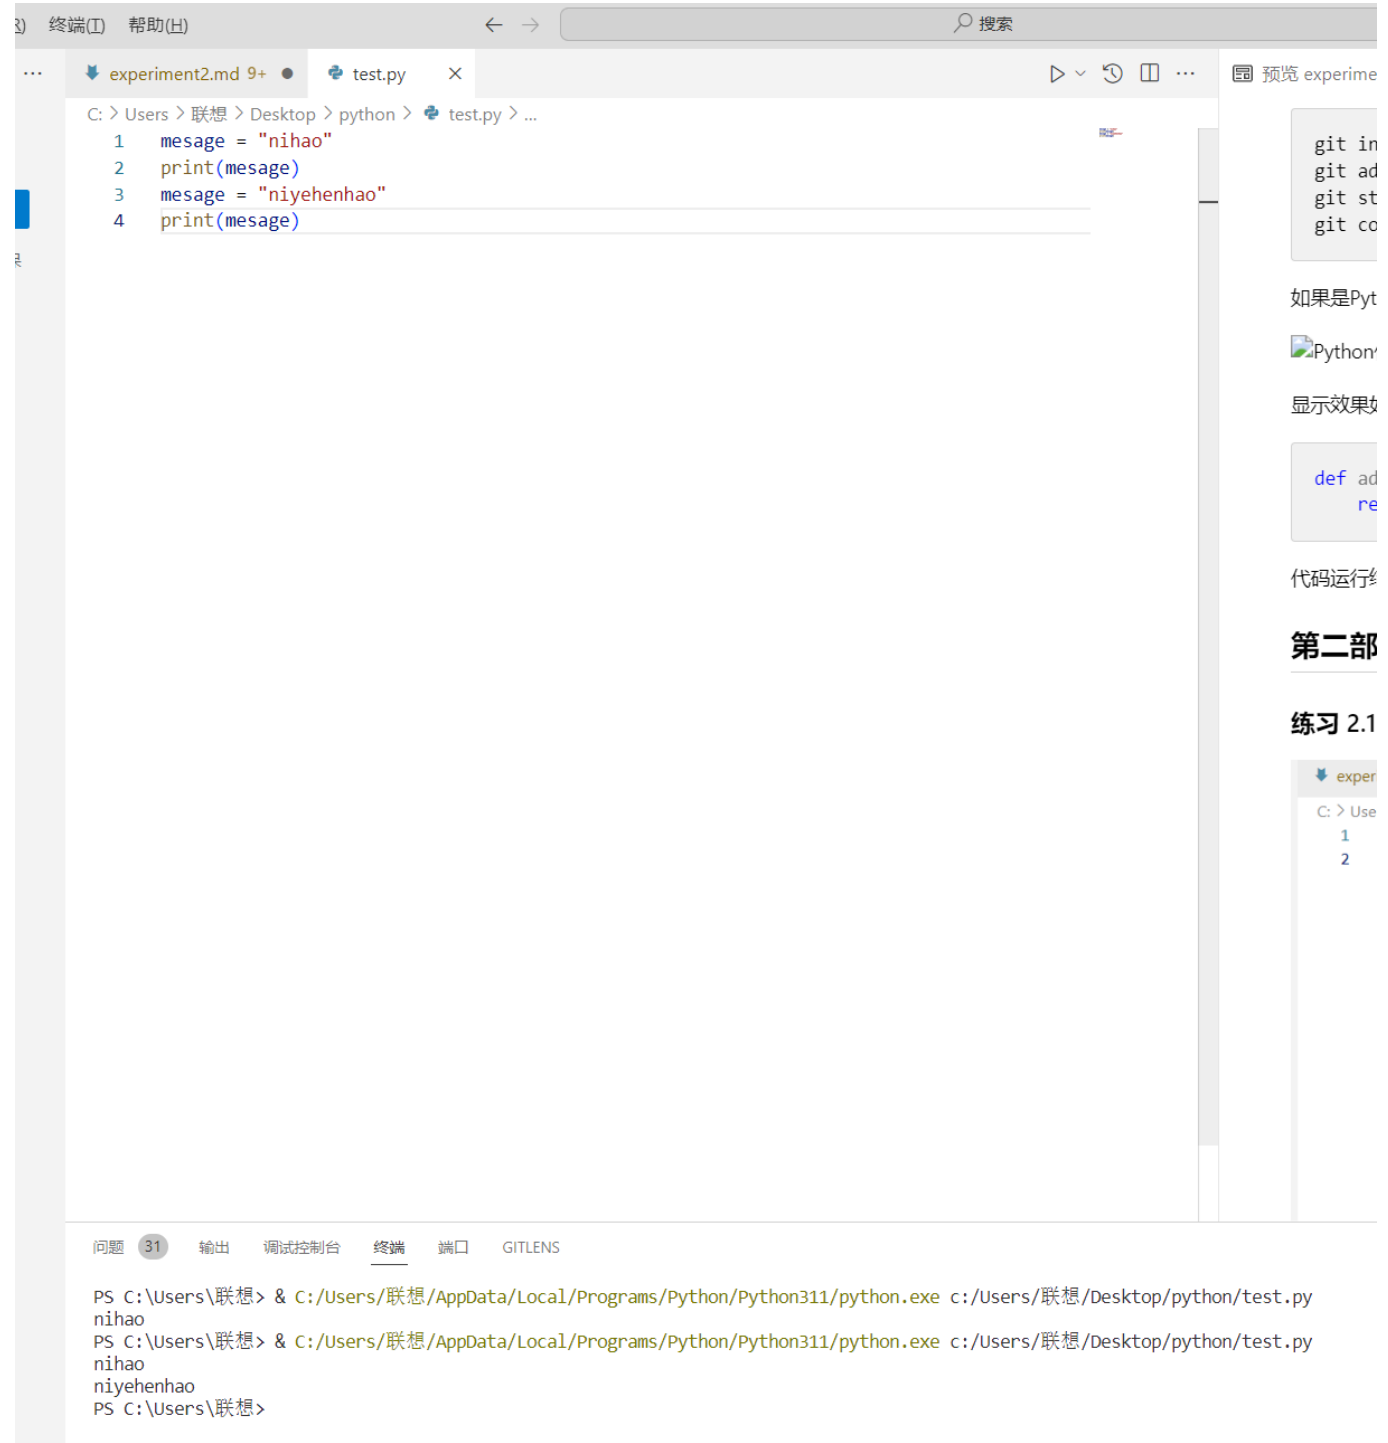 终端(T) 帮助(H) 搜索
experiment2.md 9+ test.py
预览 experime
C: > Users > 联想 > Desktop > python > test.py > ...
1 mesage = "nihao"
2 print(mesage)
3 mesage = "niyehenhao"
4 print(mesage)
git in
git ad
git st
git co
如果是Pyt
Python
显示效果
def ad
re
代码运行
第二部
练习 2.1
exper
C: > Use
1
2
问题 31 输出 调试控制台 终端 端口 GITLENS
PS C:\Users\联想> & C:/Users/联想/AppData/Local/Programs/Python/Python311/python.exe c:/Users/联想/Desktop/python/test.py
nihao
PS C:\Users\联想> & C:/Users/联想/AppData/Local/Programs/Python/Python311/python.exe c:/Users/联想/Desktop/python/test.py
nihao
niyehenhao
PS C:\Users\联想>